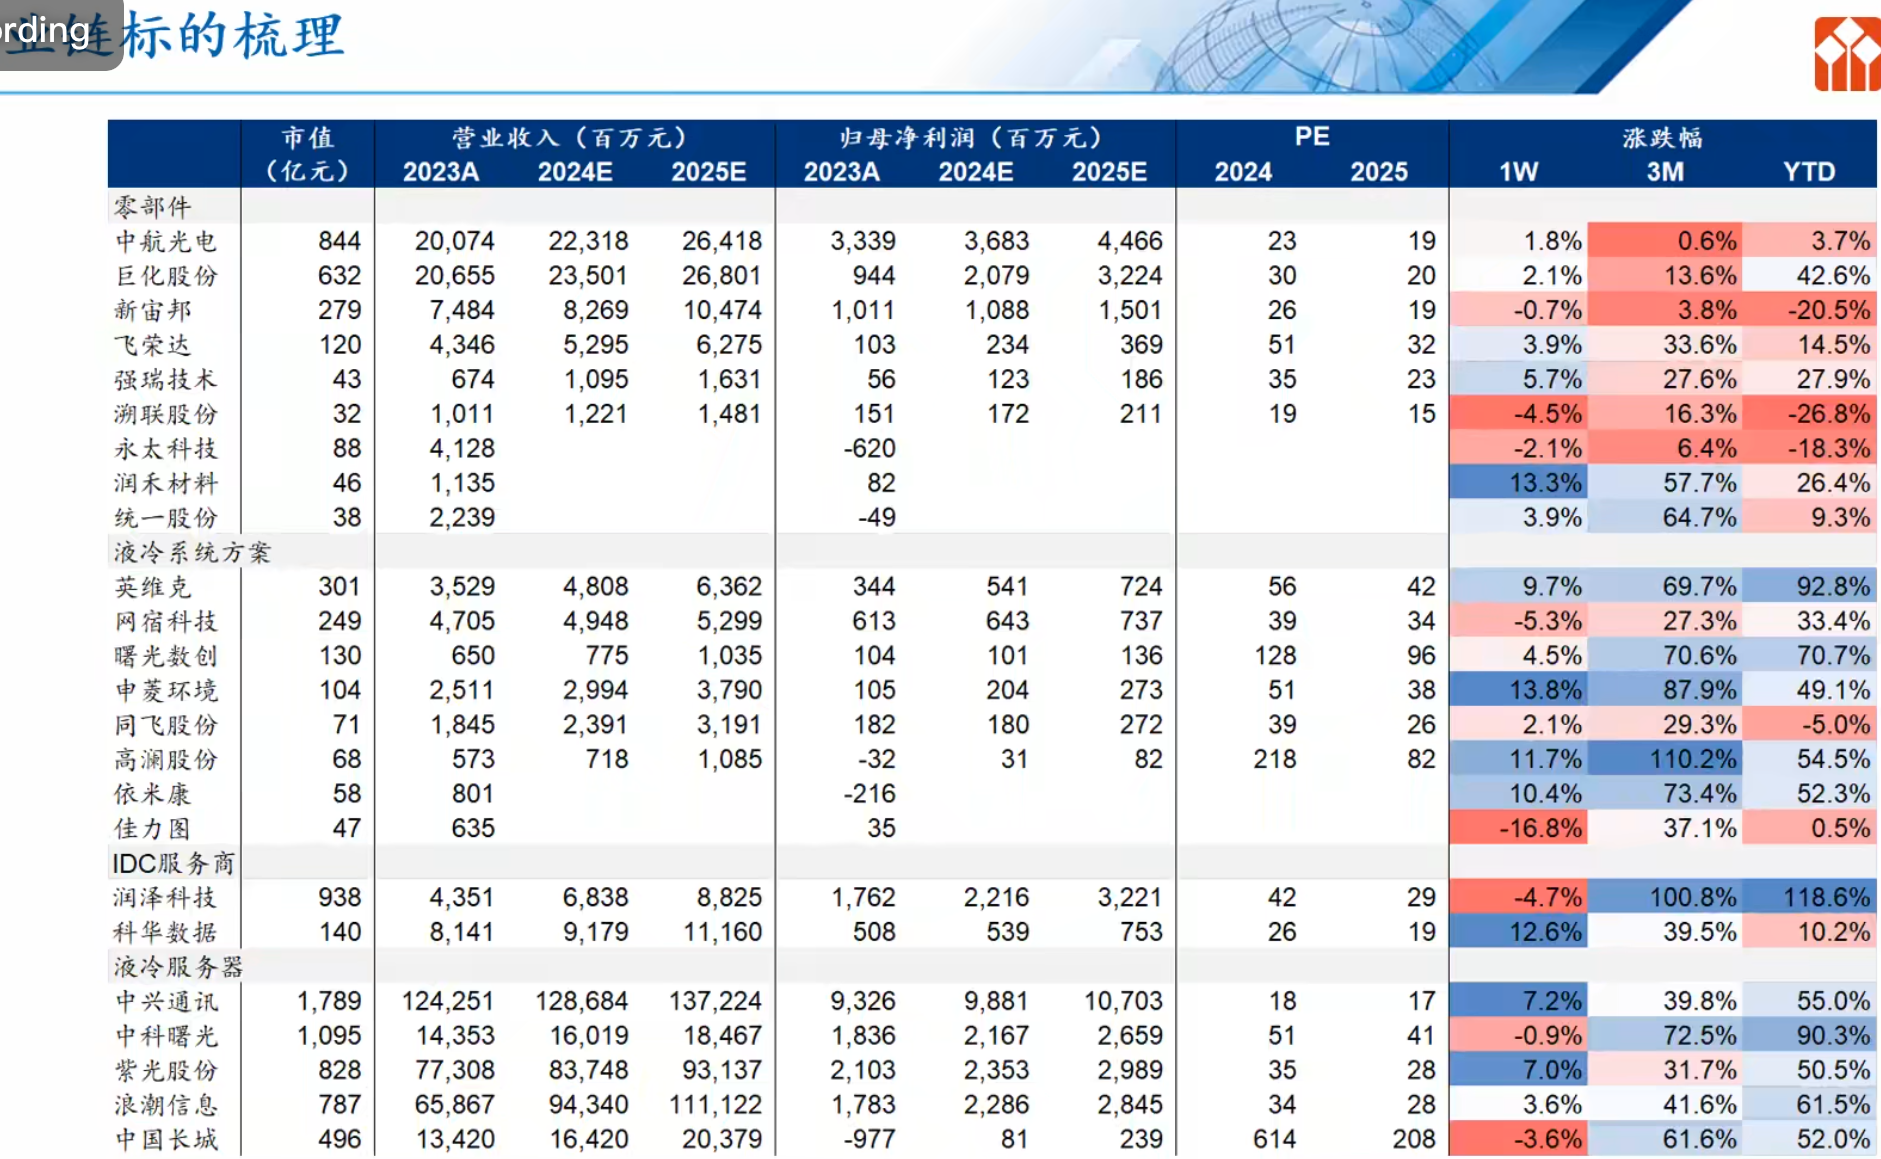 rding
业链标的梳理
市值 营业收入（百万元） 归母净利润（百万元） PE 涨跌幅
（亿元） 2023A 2024E 2025E 2023A 2024E 2025E 2024 2025 1W 3M YTD
零部件
中航光电 844 20,074 22,318 26,418 3,339 3,683 4,466 23 19 1.8% 0.6% 3.7%
巨化股份 632 20,655 23,501 26,801 944 2,079 3,224 30 20 2.1% 13.6% 42.6%
新宙邦 279 7,484 8,269 10,474 1,011 1,088 1,501 26 19 -0.7% 3.8% -20.5%
飞荣达 120 4,346 5,295 6,275 103 234 369 51 32 3.9% 33.6% 14.5%
强瑞技术 43 674 1,095 1,631 56 123 186 35 23 5.7% 27.6% 27.9%
溯联股份 32 1,011 1,221 1,481 151 172 211 19 15 -4.5% 16.3% -26.8%
永太科技 88 4,128 -620 -2.1% 6.4% -18.3%
润禾材料 46 1,135 82 13.3% 57.7% 26.4%
统一股份 38 2,239 -49 3.9% 64.7% 9.3%
液冷系统方案
英维克 301 3,529 4,808 6,362 344 541 724 56 42 9.7% 69.7% 92.8%
网宿科技 249 4,705 4,948 5,299 613 643 737 39 34 -5.3% 27.3% 33.4%
曙光数创 130 650 775 1,035 104 101 136 128 96 4.5% 70.6% 70.7%
申菱环境 104 2,511 2,994 3,790 105 204 273 51 38 13.8% 87.9% 49.1%
同飞股份 71 1,845 2,391 3,191 182 180 272 39 26 2.1% 29.3% -5.0%
高澜股份 68 573 718 1,085 -32 31 82 218 82 11.7% 110.2% 54.5%
依米康 58 801 -216 10.4% 73.4% 52.3%
佳力图 47 635 35 -16.8% 37.1% 0.5%
IDC服务商
润泽科技 938 4,351 6,838 8,825 1,762 2,216 3,221 42 29 -4.7% 100.8% 118.6%
科华数据 140 8,141 9,179 11,160 508 539 753 26 19 12.6% 39.5% 10.2%
液冷服务器
中兴通讯 1,789 124,251 128,684 137,224 9,326 9,881 10,703 18 17 7.2% 39.8% 55.0%
中科曙光 1,095 14,353 16,019 18,467 1,836 2,167 2,659 51 41 -0.9% 72.5% 90.3%
紫光股份 828 77,308 83,748 93,137 2,103 2,353 2,989 35 28 7.0% 31.7% 50.5%
浪潮信息 787 65,867 94,340 111,122 1,783 2,286 2,845 34 28 3.6% 41.6% 61.5%
中国长城 496 13,420 16,420 20,379 -977 81 239 614 208 -3.6% 61.6% 52.0%